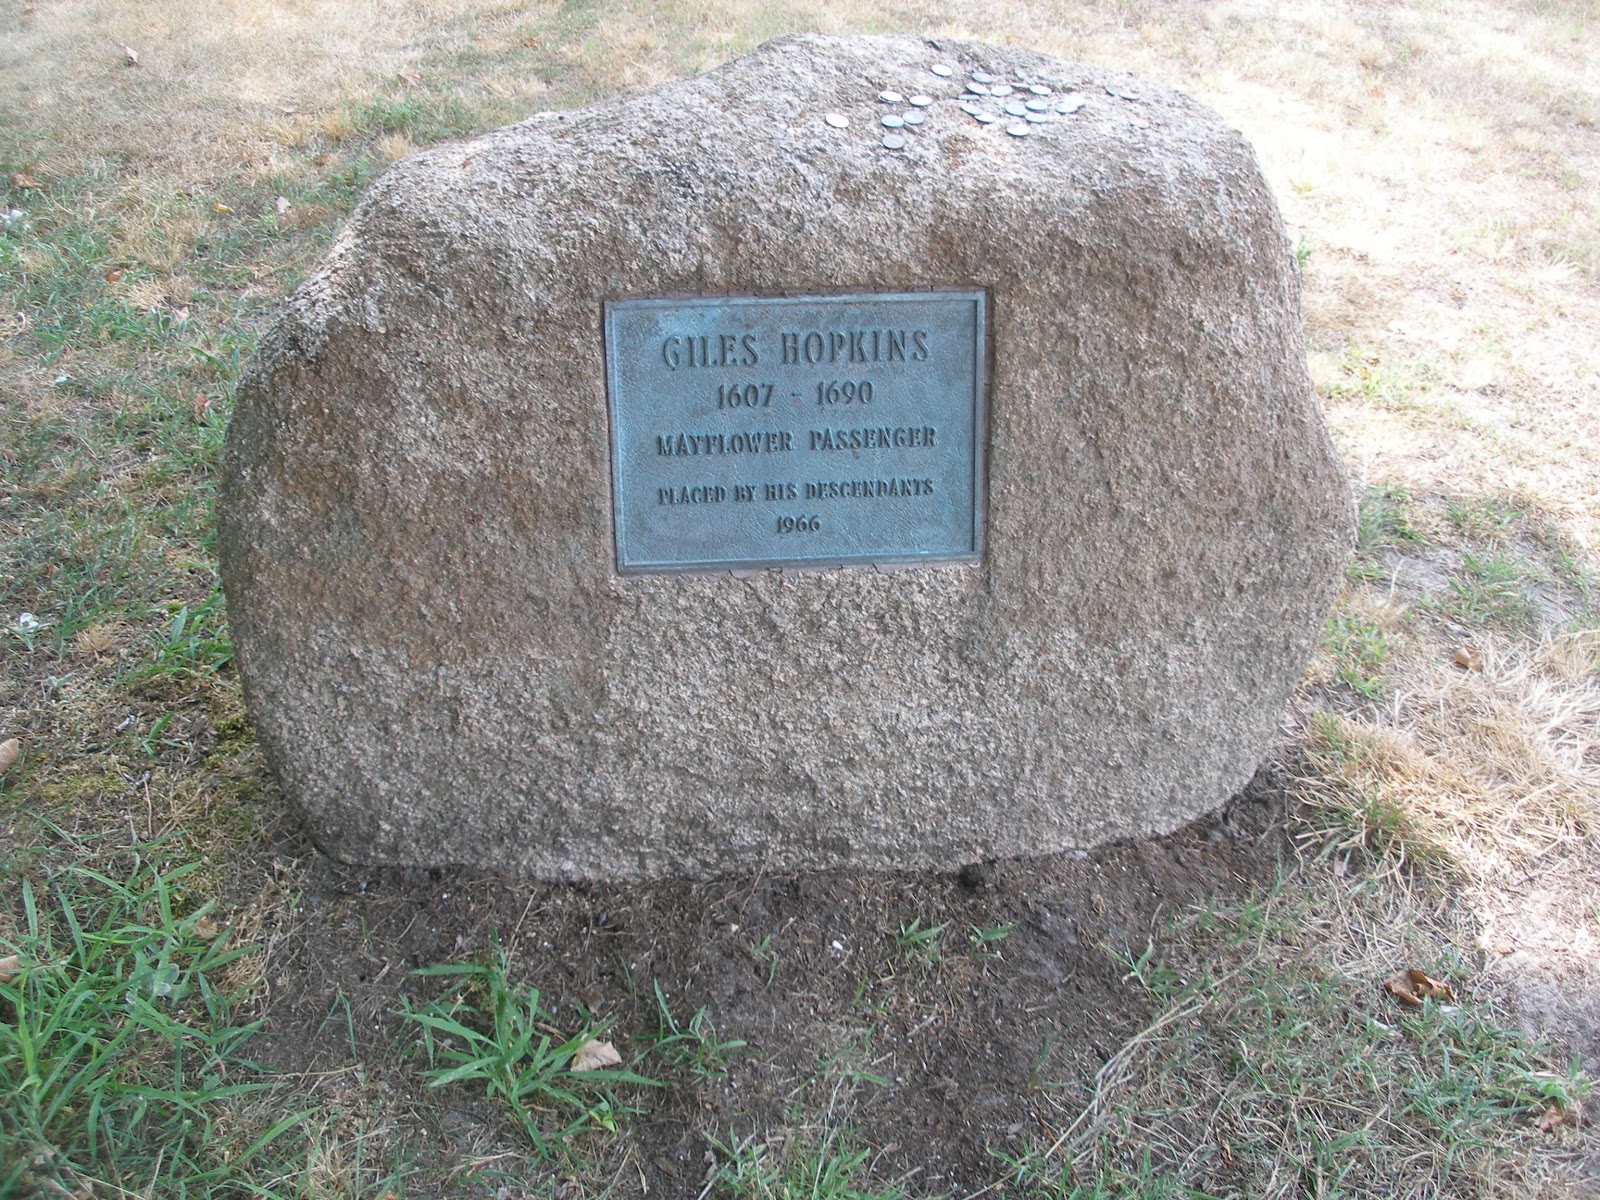 GILES HOPKINS
1607 - 1690
MAYFLOWER PASSENGER
PLACED BY HIS DESCENDANTS
1966